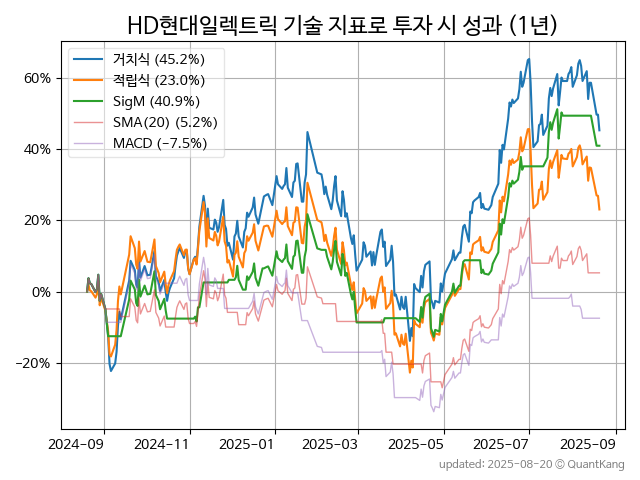 HD현대일렉트릭 기술 지표로 투자 시 성과 (1년)
거치식 (45.2%)
적립식 (23.0%)
SigM (40.9%)
SMA(20) (5.2%)
MACD (−7.5%)
60%
40%
20%
0%
−20%
2024-09 2024-11 2025-01 2025-03 2025-05 2025-07 2025-09
updated: 2025-08-20 © QuantKang